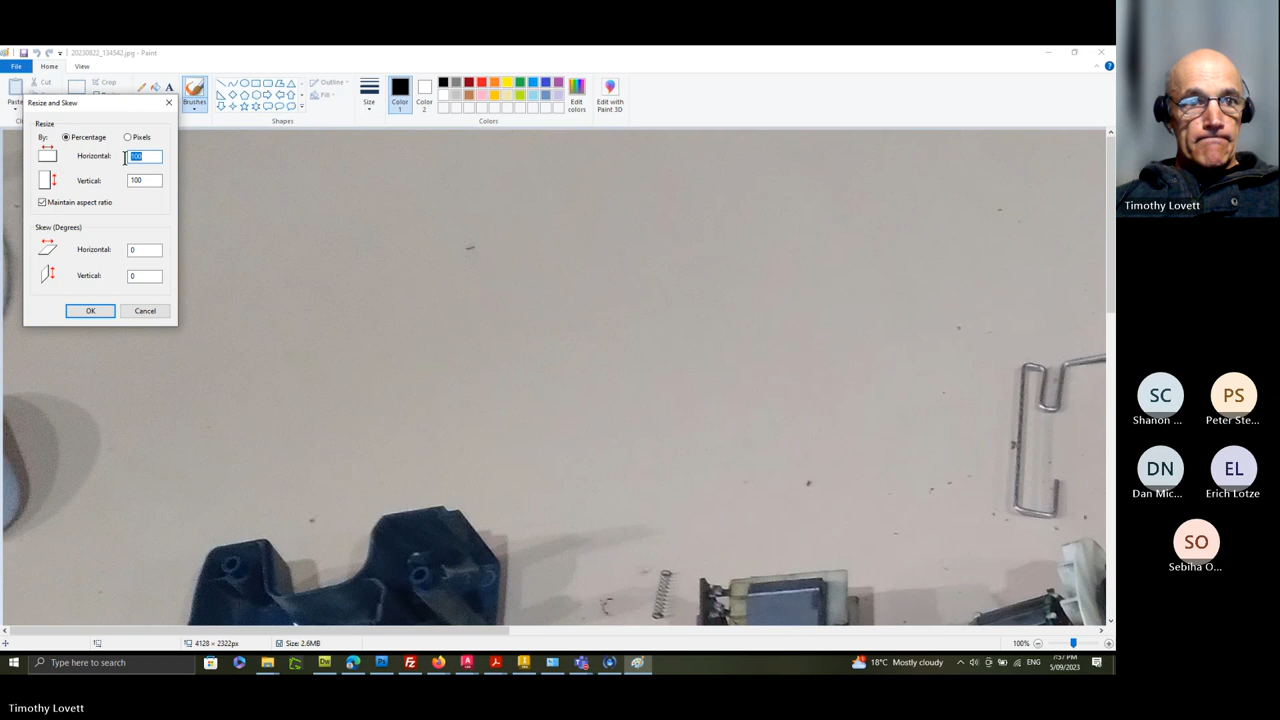 20230822_134542.jpg - Paint
File Home View
Cut
Crop
Paste
Brushes
Outline
Fill
Size
Color 1
Color 2
Edit colors
Edit with Paint 3D
Shapes
Colors
Resize and Skew
Resize
By: Percentage Pixels
Horizontal: 100
Vertical: 100
Maintain aspect ratio
Skew (Degrees)
Horizontal: 0
Vertical: 0
OK Cancel
4128 × 2322px
Size: 2.6MB
100%
Type here to search
18°C Mostly cloudy
ENG
7:57 PM
5/09/2023
Timothy Lovett
SC
Shanon ...
PS
Peter Ste...
DN
Dan Mic...
EL
Erich Lotze
SO
Sebiha O...
Timothy Lovett